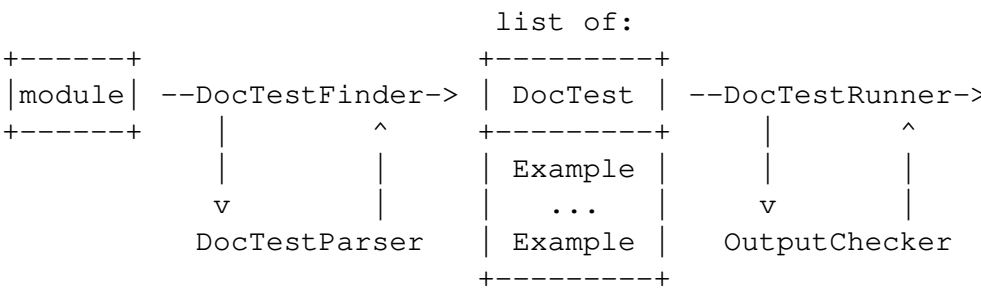 list of:
+------+                   +---------+
|module| --DocTestFinder-> | DocTest | --DocTestRunner->
+------+    |        ^     +---------+     |       ^
            |        |     | Example |     |       |
            v        |     |   ...   |     v       |
           DocTestParser   | Example |   OutputChecker
                           +---------+